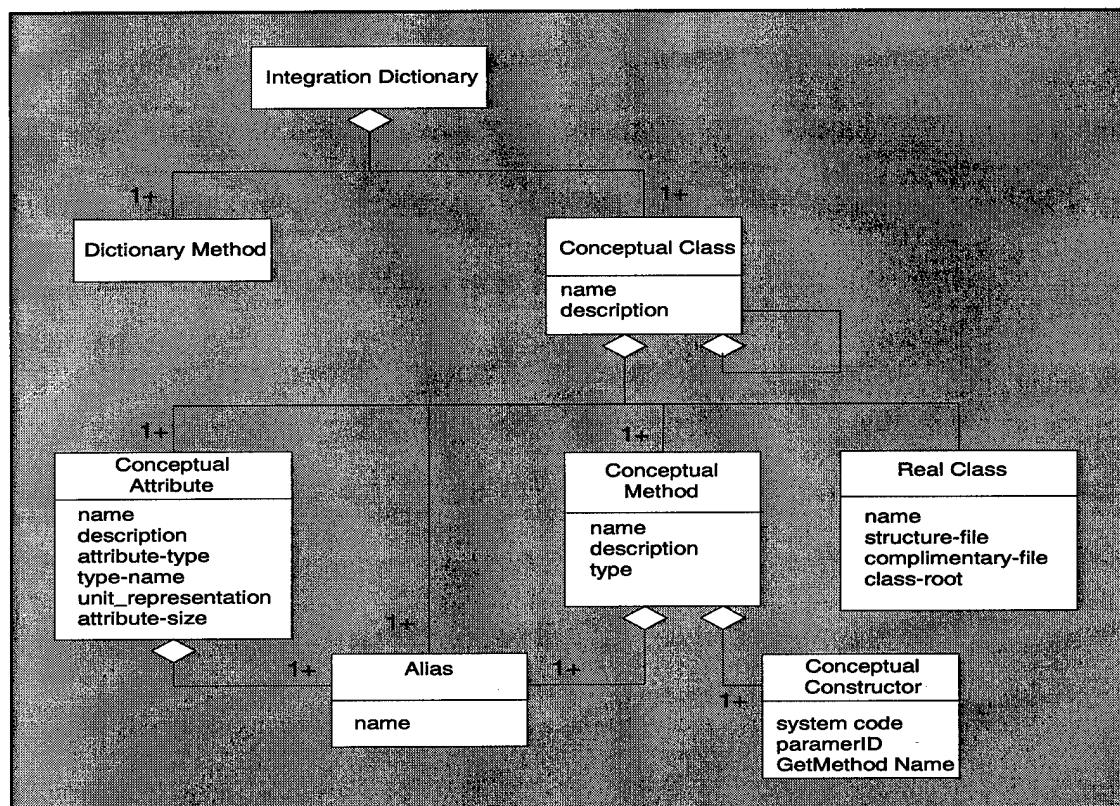 Integration Dictionary
1+
1+
Dictionary Method
Conceptual Class
name
description
1+
1+
Conceptual
Attribute
name
description
attribute-type
type-name
unit_representation
attribute-size
Conceptual
Method
name
description
type
Real Class
name
structure-file
complimentary-file
class-root
1+
1+
1+
1+
Alias
name
Conceptual
Constructor
system code
paramerID
GetMethod Name